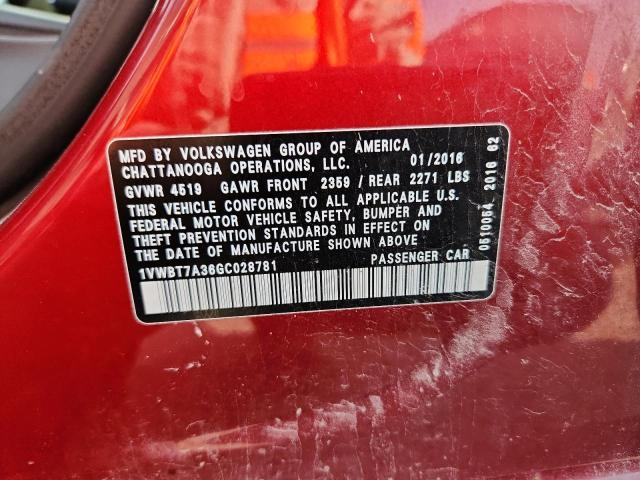 MFD BY VOLKSWAGEN GROUP OF AMERICA
CHATTANOOGA OPERATIONS, LLC. 01/2016
GVWR 4519 GAWR FRONT 2359 / REAR 2271 LBS
THIS VEHICLE CONFORMS TO ALL APPLICABLE U.S.
FEDERAL MOTOR VEHICLE SAFETY, BUMPER AND
THEFT PREVENTION STANDARDS IN EFFECT ON
THE DATE OF MANUFACTURE SHOWN ABOVE
1VWBT7A36GC028781 PASSENGER CAR
0510054 2016 62